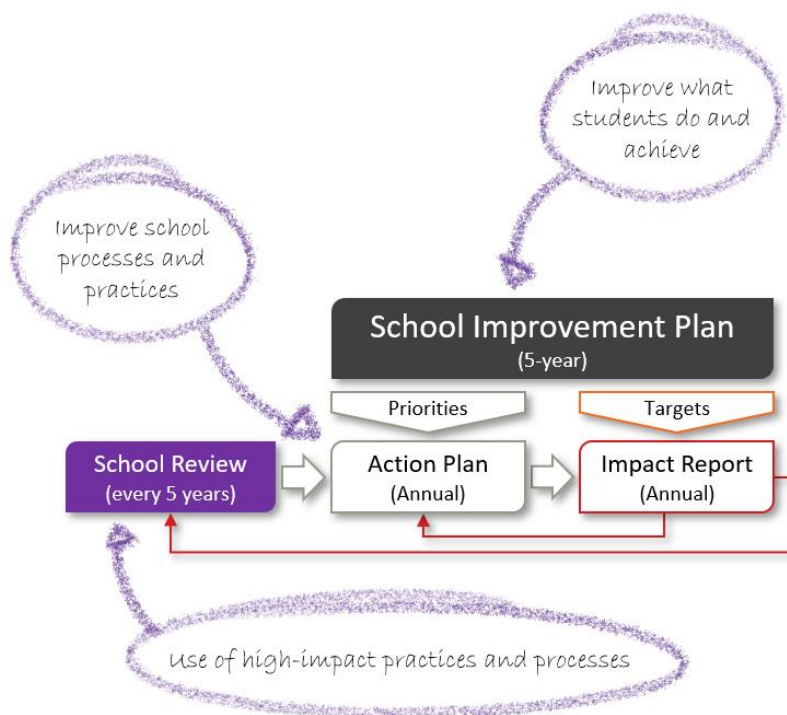 Improve what
students do and
achieve
Improve school
processes and
practices
School Improvement Plan
(5-year)
Priorities
Targets
School Review
(every 5 years)
Action Plan
(Annual)
Impact Report
(Annual)
Use of high-impact practices and processes